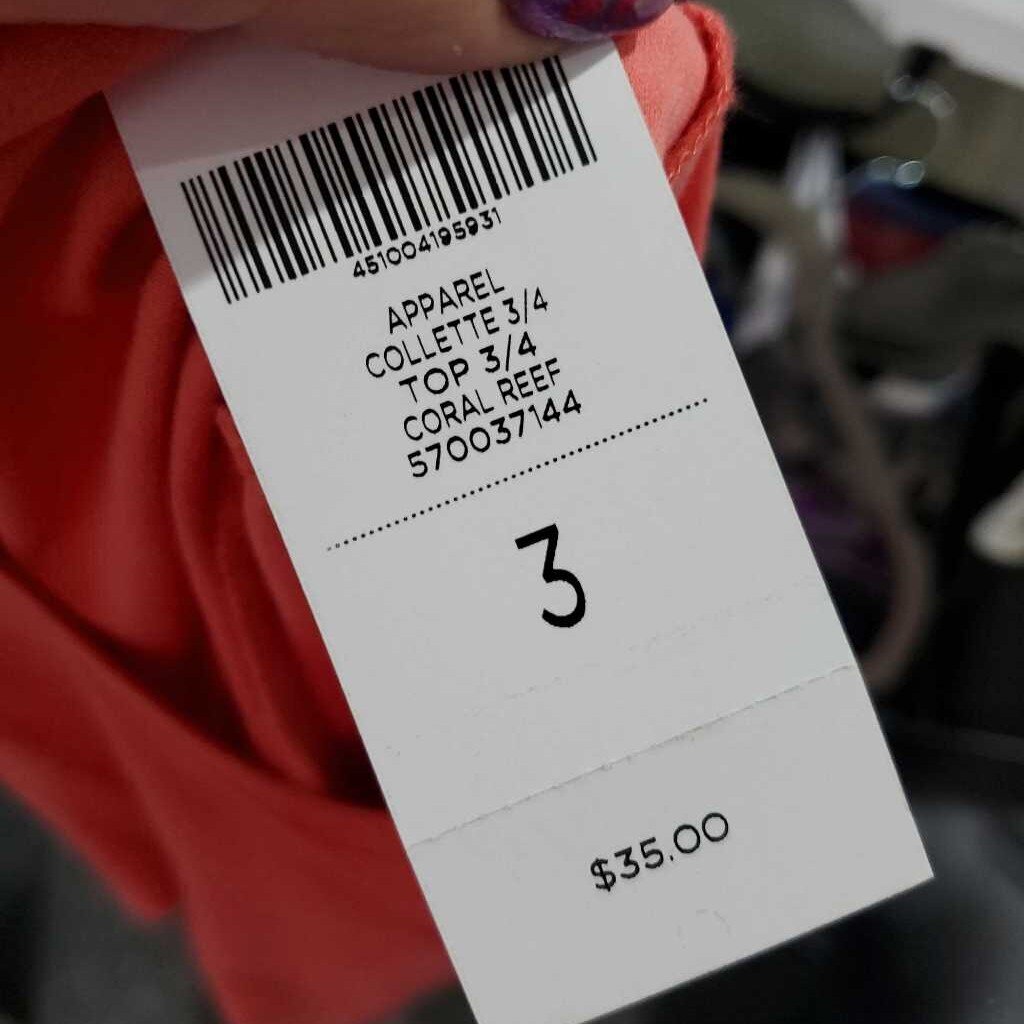 451004195931
APPAREL
COLLETTE 3/4
TOP 3/4
CORAL REEF
570037144
3
$35.00